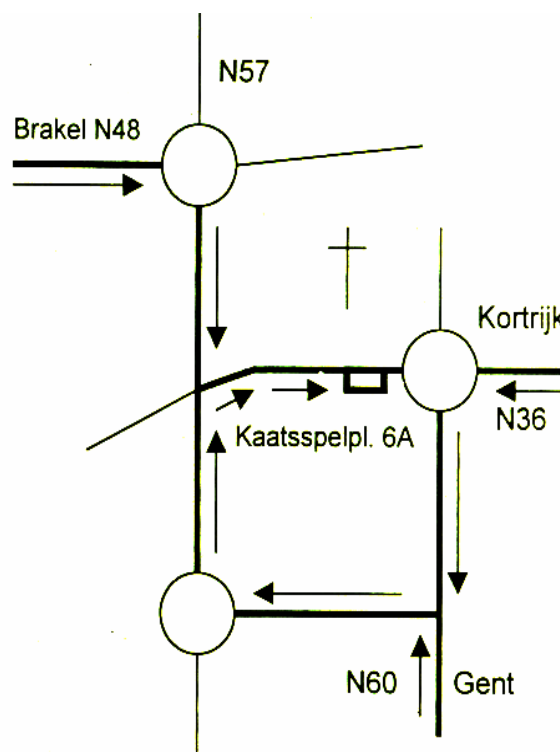 N57
Brakel N48
Kortrijk
N36
Kaatsspelpl. 6A
N60 Gent